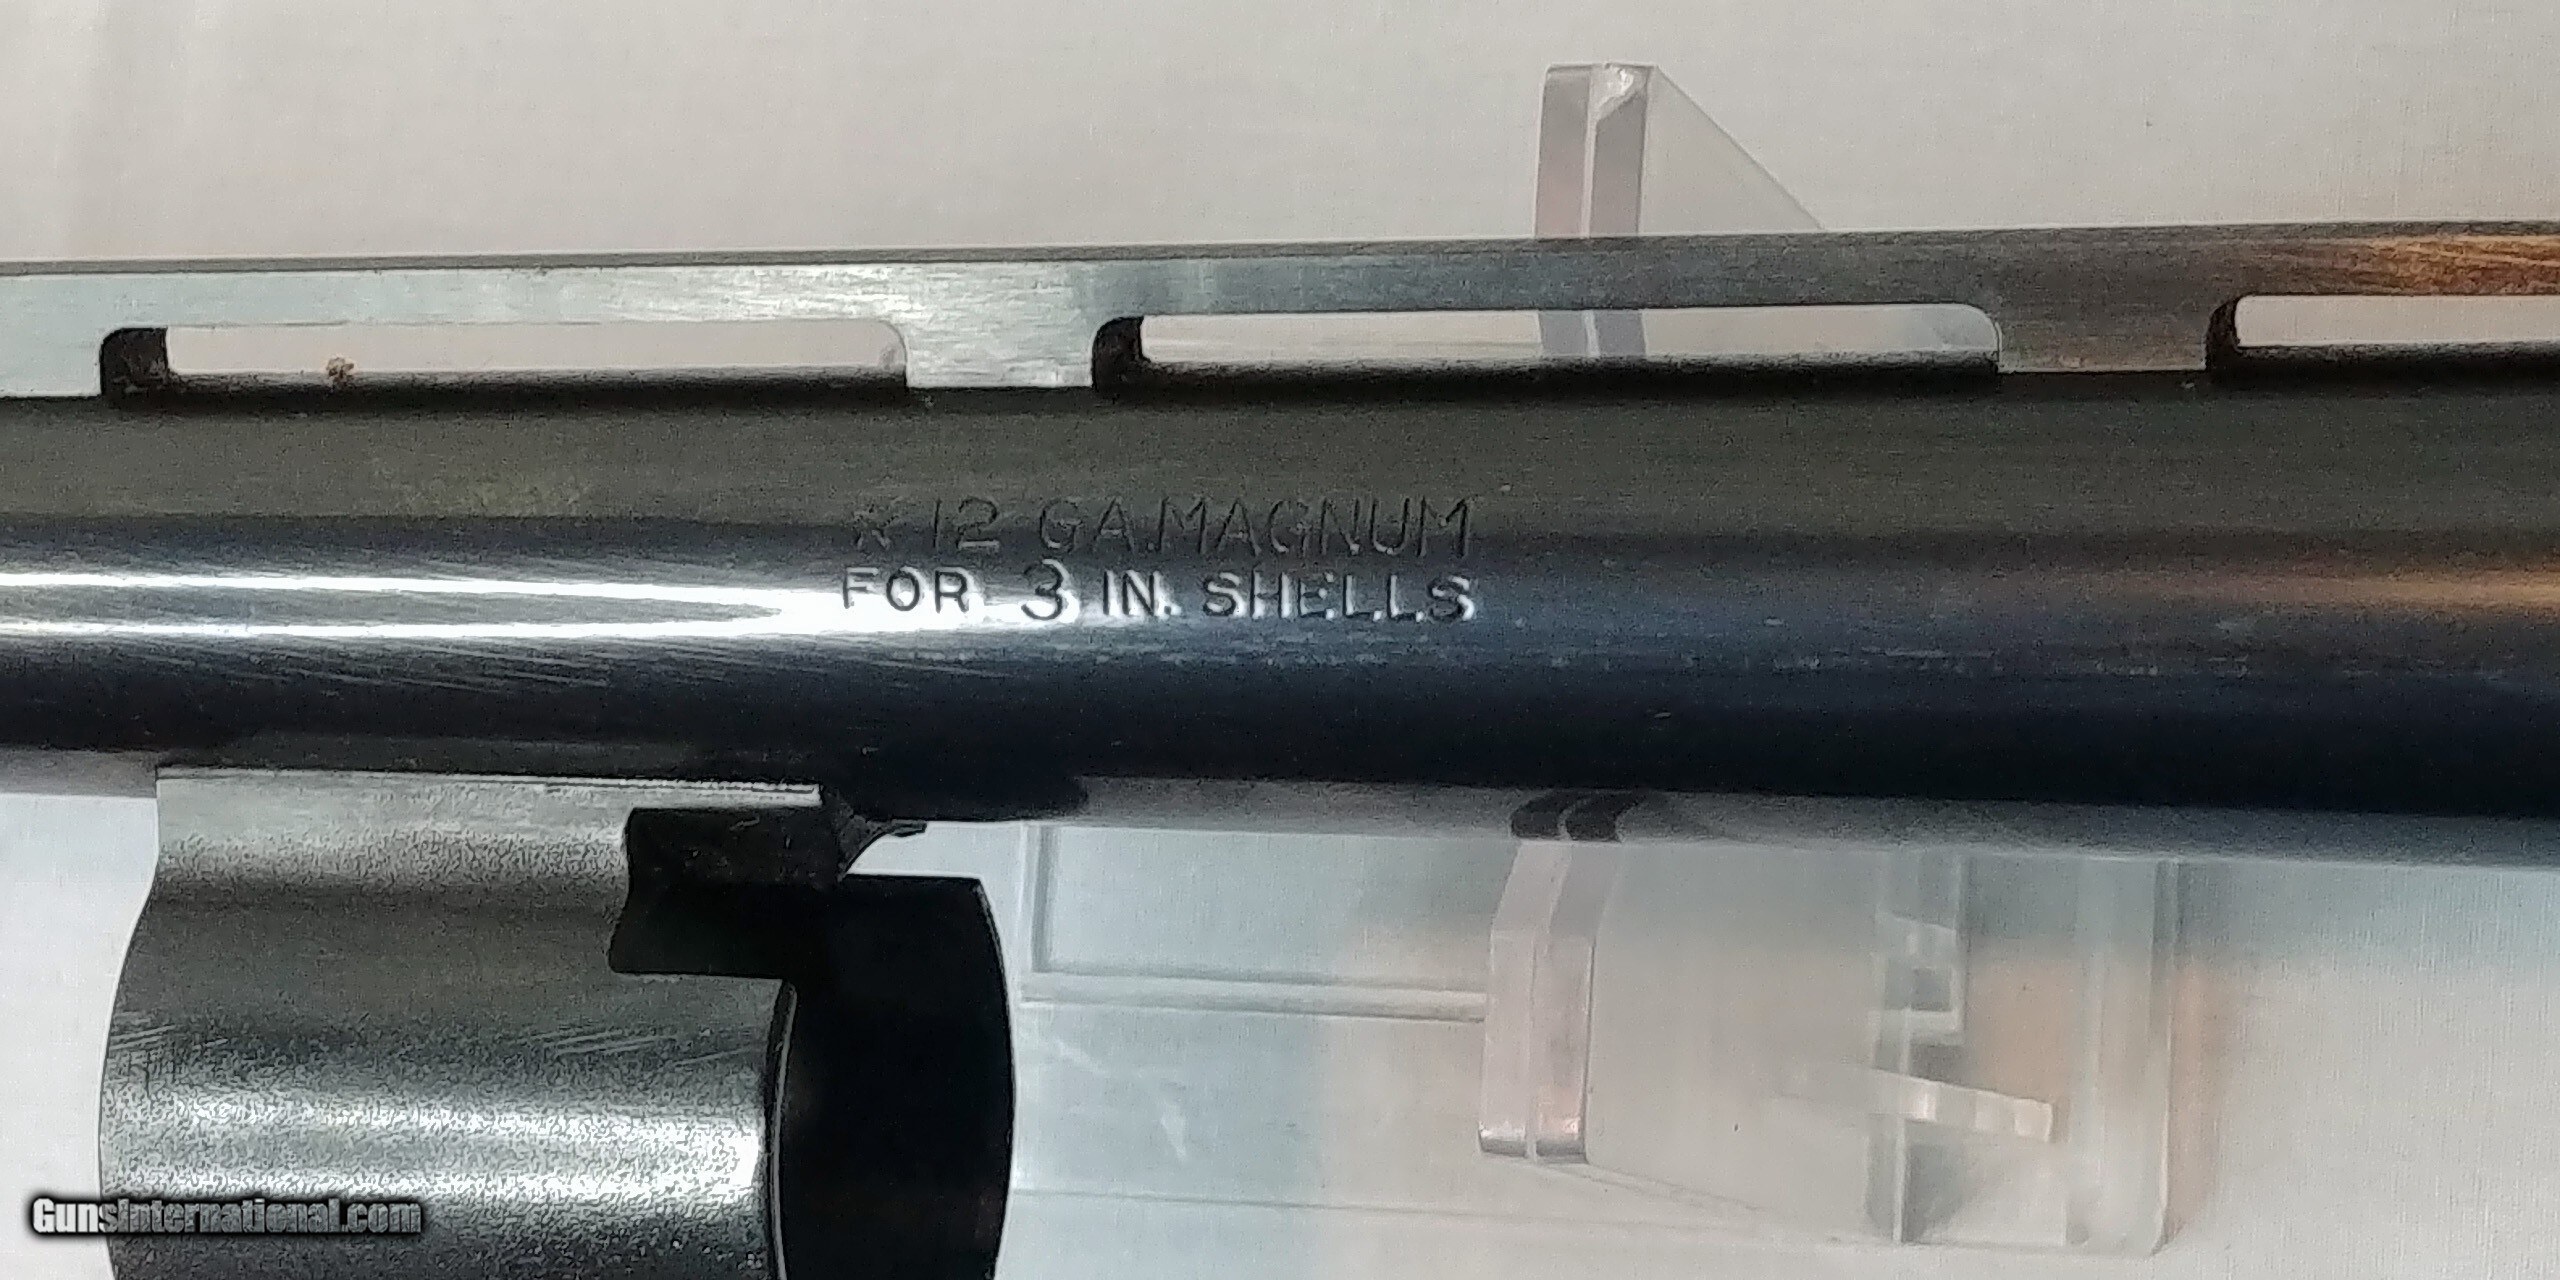 12 GA. MAGNUM
FOR 3 IN. SHELLS
GunsInternational.com